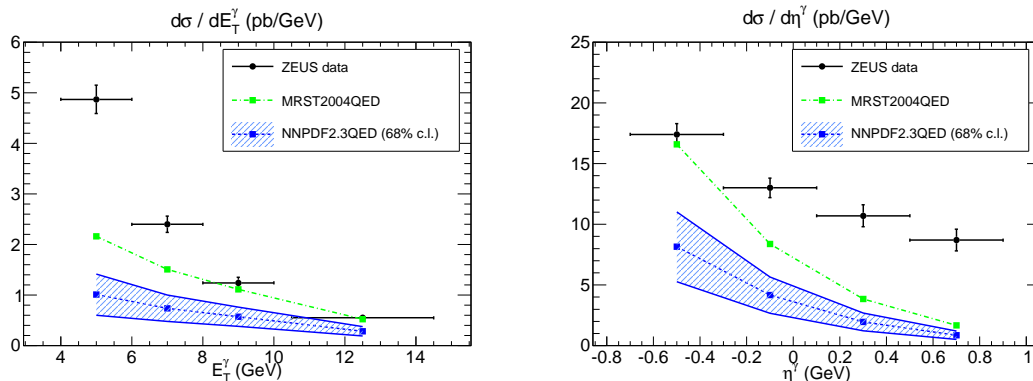 dσ / dE_T^γ (pb/GeV)
6
5
4
3
2
1
0
4 6 8 10 12 14
E_T^γ (GeV)
ZEUS data
MRST2004QED
NNPDF2.3QED (68% c.l.)
dσ / dη^γ (pb/GeV)
25
20
15
10
5
0
-0.8 -0.6 -0.4 -0.2 0 0.2 0.4 0.6 0.8 1
η^γ (GeV)
ZEUS data
MRST2004QED
NNPDF2.3QED (68% c.l.)